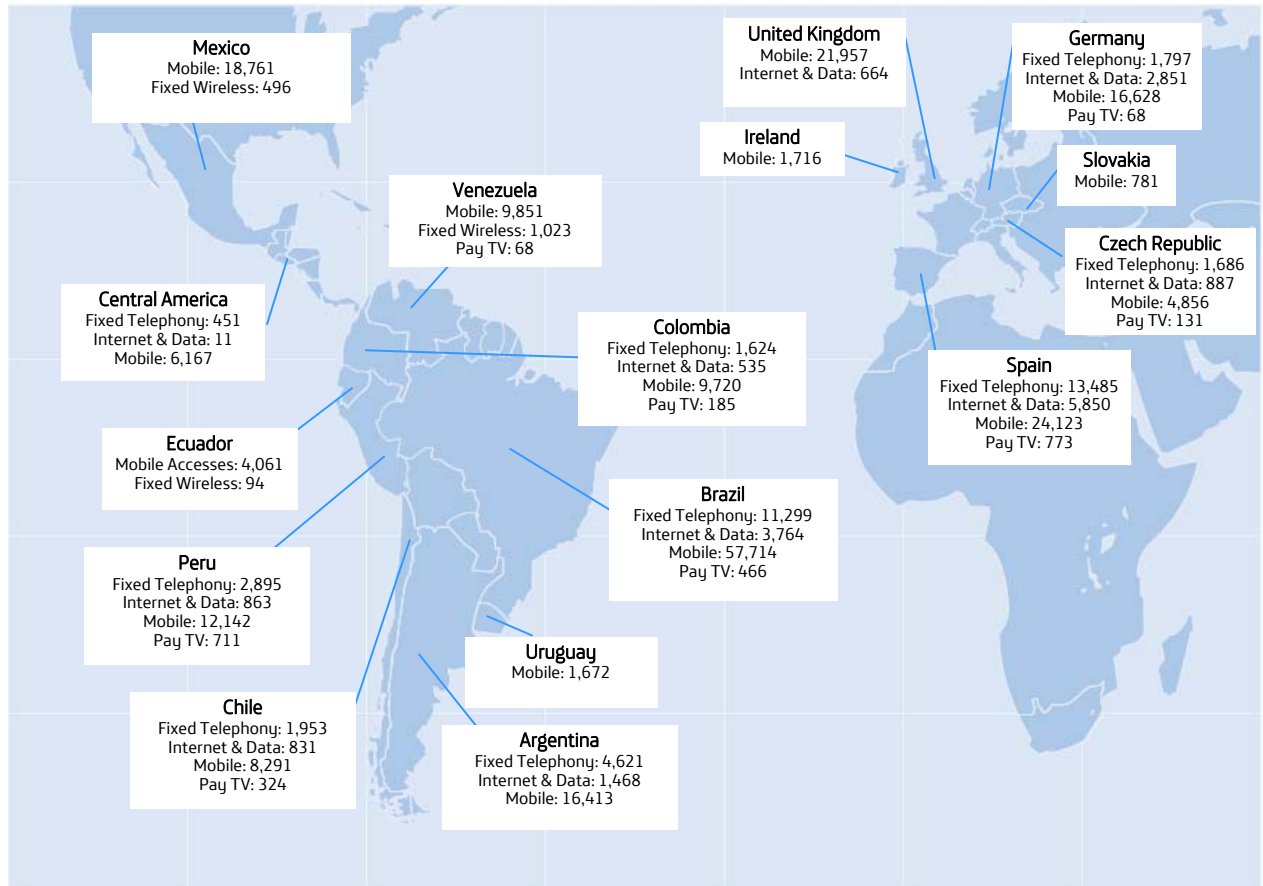 Mexico
Mobile: 18,761
Fixed Wireless: 496
United Kingdom
Mobile: 21,957
Internet & Data: 664
Germany
Fixed Telephony: 1,797
Internet & Data: 2,851
Mobile: 16,628
Pay TV: 68
Ireland
Mobile: 1,716
Slovakia
Mobile: 781
Venezuela
Mobile: 9,851
Fixed Wireless: 1,023
Pay TV: 68
Czech Republic
Fixed Telephony: 1,686
Internet & Data: 887
Mobile: 4,856
Pay TV: 131
Central America
Fixed Telephony: 451
Internet & Data: 11
Mobile: 6,167
Colombia
Fixed Telephony: 1,624
Internet & Data: 535
Mobile: 9,720
Pay TV: 185
Spain
Fixed Telephony: 13,485
Internet & Data: 5,850
Mobile: 24,123
Pay TV: 773
Ecuador
Mobile Accesses: 4,061
Fixed Wireless: 94
Brazil
Fixed Telephony: 11,299
Internet & Data: 3,764
Mobile: 57,714
Pay TV: 466
Peru
Fixed Telephony: 2,895
Internet & Data: 863
Mobile: 12,142
Pay TV: 711
Uruguay
Mobile: 1,672
Chile
Fixed Telephony: 1,953
Internet & Data: 831
Mobile: 8,291
Pay TV: 324
Argentina
Fixed Telephony: 4,621
Internet & Data: 1,468
Mobile: 16,413